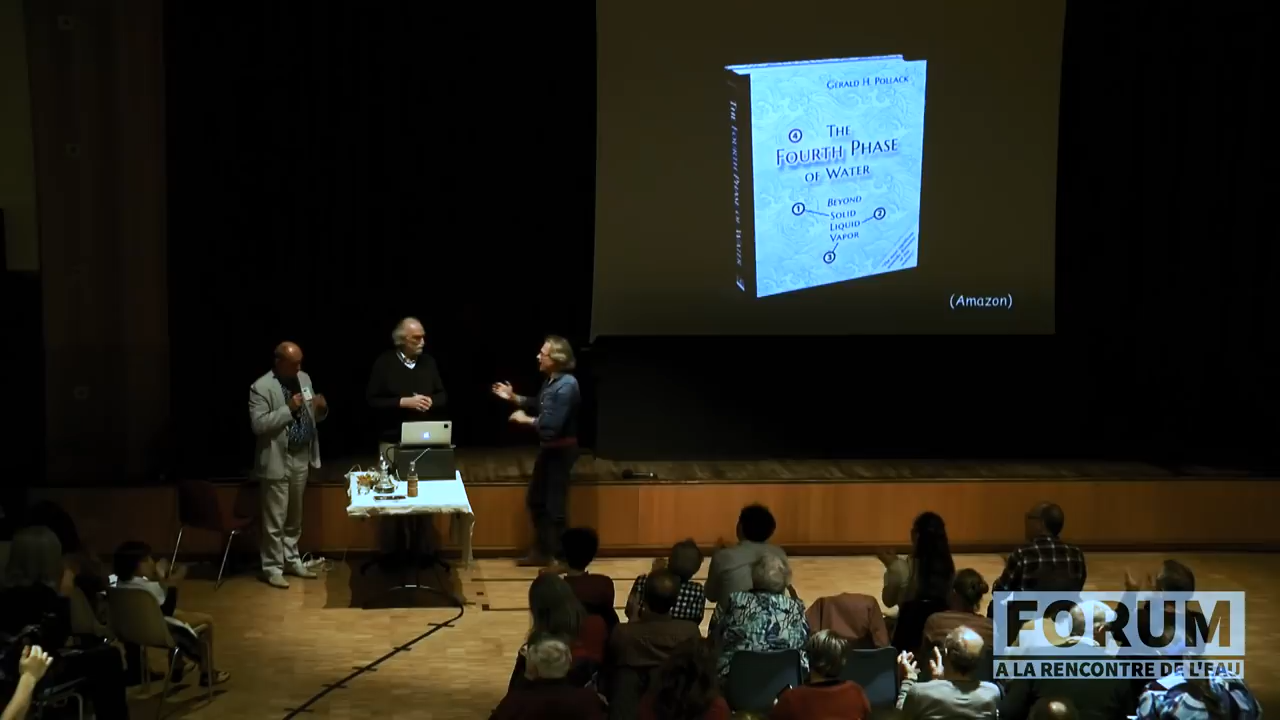 GERALD H. POLLACK
4
THE
FOURTH PHASE
OF WATER
1
BEYOND
SOLID
2
LIQUID
VAPOR
3
THE FOURTH PHASE OF WATER
(Amazon)
FORUM
A LA RENCONTRE DE L'EAU